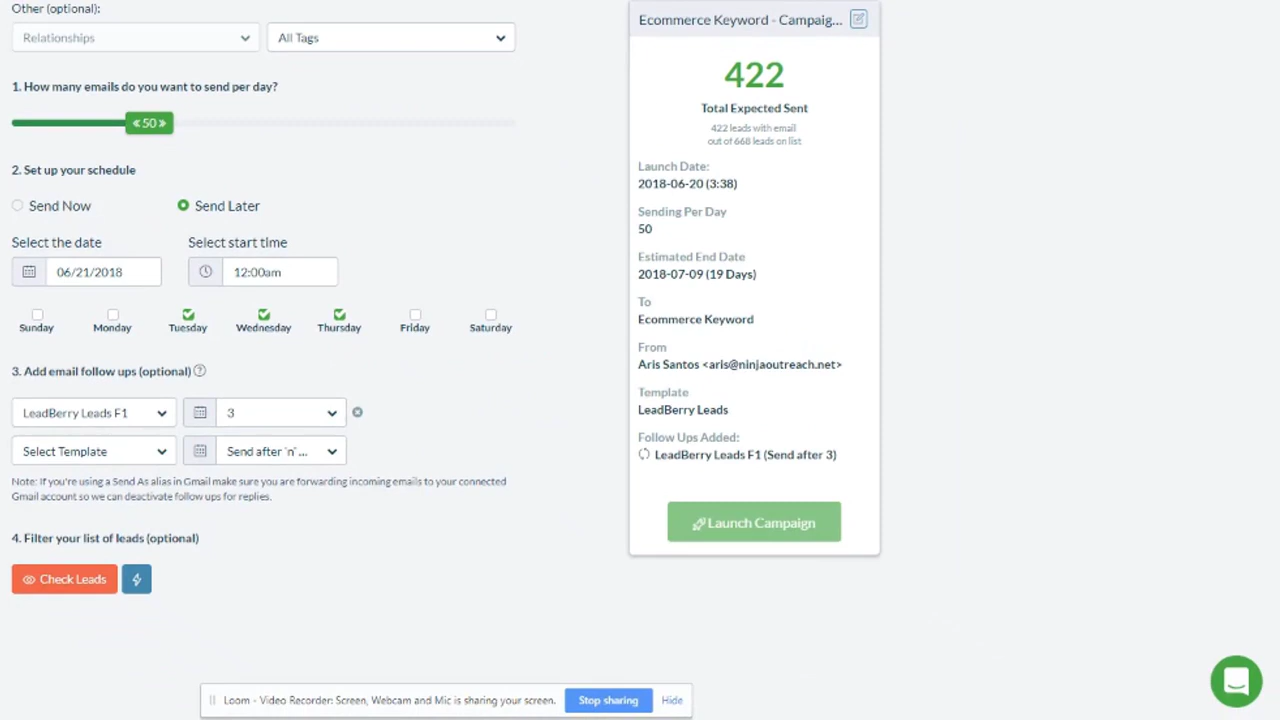 Other (optional):
Relationships
All Tags
1. How many emails do you want to send per day?
« 50 »
2. Set up your schedule
Send Now
Send Later
Select the date
Select start time
06/21/2018
12:00am
Sunday
Monday
Tuesday
Wednesday
Thursday
Friday
Saturday
3. Add email follow ups (optional) ?
LeadBerry Leads F1
3
Select Template
Send after 'n' ...
Note: If you're using a Send As alias in Gmail make sure you are forwarding incoming emails to your connected
Gmail account so we can deactivate follow ups for replies.
4. Filter your list of leads (optional)
Check Leads
Ecommerce Keyword - Campaig...
422
Total Expected Sent
422 leads with email
out of 668 leads on list
Launch Date:
2018-06-20 (3:38)
Sending Per Day
50
Estimated End Date
2018-07-09 (19 Days)
To
Ecommerce Keyword
From
Aris Santos <aris@ninjaoutreach.net>
Template
LeadBerry Leads
Follow Ups Added:
LeadBerry Leads F1 (Send after 3)
Launch Campaign
Loom - Video Recorder: Screen, Webcam and Mic is sharing your screen.
Stop sharing
Hide